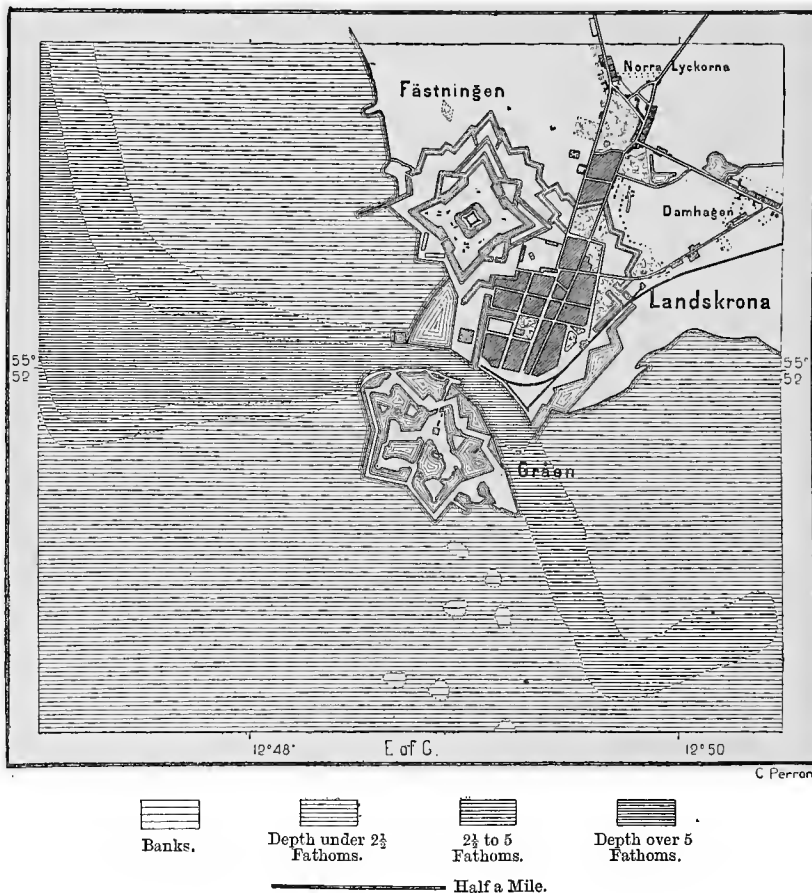 Norra Lyckorna
Fästningen
Damhagen
Landskrona
55°
52
55°
52
Gråen
12°48'
E of G.
12°50
C Perron
Banks.
Depth under 2½
Fathoms.
2½ to 5
Fathoms.
Depth over 5
Fathoms.
Half a Mile.